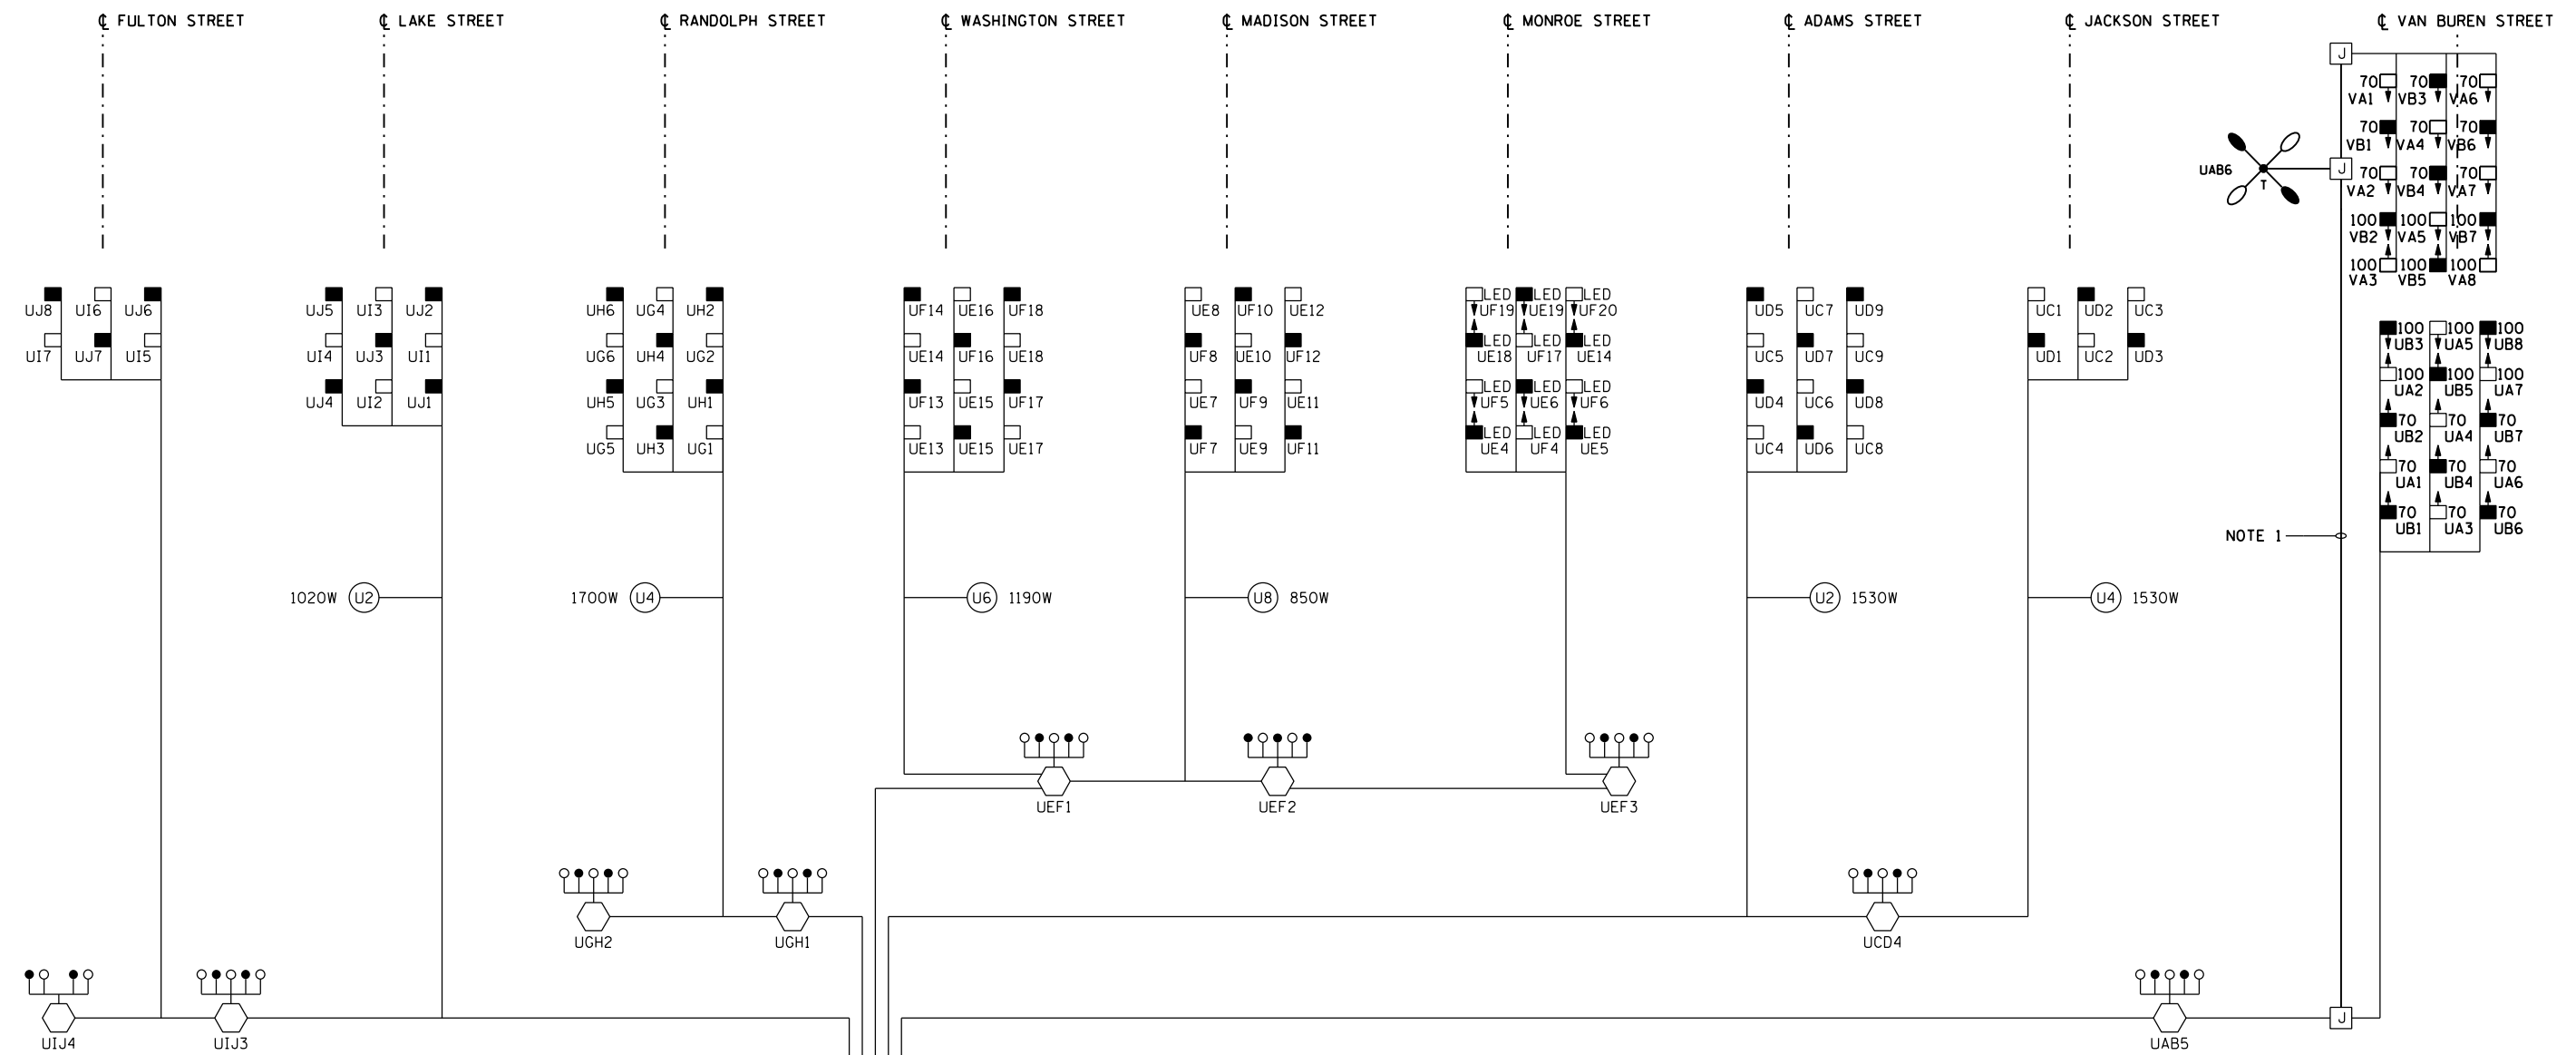 ℄ FULTON STREET ℄ LAKE STREET ℄ RANDOLPH STREET ℄ WASHINGTON STREET ℄ MADISON STREET ℄ MONROE STREET ℄ ADAMS STREET ℄ JACKSON STREET ℄ VAN BUREN STREET
J
70 70 70
VA1 VB3 VA6
70 70 70
VB1 VA4 VB6
UAB6 T J
70 70 70
VA2 VB4 VA7
100 100 100
VB2 VA5 VB7
100 100 100
VA3 VB5 VA8
LED LED LED
UJ8 UI6 UJ6 UJ5 UI3 UJ2 UH6 UG4 UH2 UF14 UE16 UF18 UE8 UF10 UE12 UF19 UE19 UF20 UD5 UC7 UD9 UC1 UD2 UC3
100 100 100
UB3 UA5 UB8
LED LED LED
UI7 UJ7 UI5 UI4 UJ3 UI1 UG6 UH4 UG2 UE14 UF16 UE18 UF8 UE10 UF12 UE18 UF17 UE14 UC5 UD7 UC9 UD1 UC2 UD3
100 100 100
UA2 UB5 UA7
LED LED LED
UJ4 UI2 UJ1 UH5 UG3 UH1 UF13 UE15 UF17 UE7 UF9 UE11 UF5 UE6 UF6 UD4 UC6 UD8
70 70 70
UB2 UA4 UB7
LED LED LED
UG5 UH3 UG1 UE13 UE15 UE17 UF7 UE9 UF11 UE4 UF4 UE5 UC4 UD6 UC8
70 70 70
UA1 UB4 UA6
70 70 70
UB1 UA3 UB6
NOTE 1
1020W U2 1700W U4 U6 1190W U8 850W U2 1530W U4 1530W
UEF1 UEF2 UEF3
UGH2 UGH1 UCD4
J
UIJ4 UIJ3 UAB5